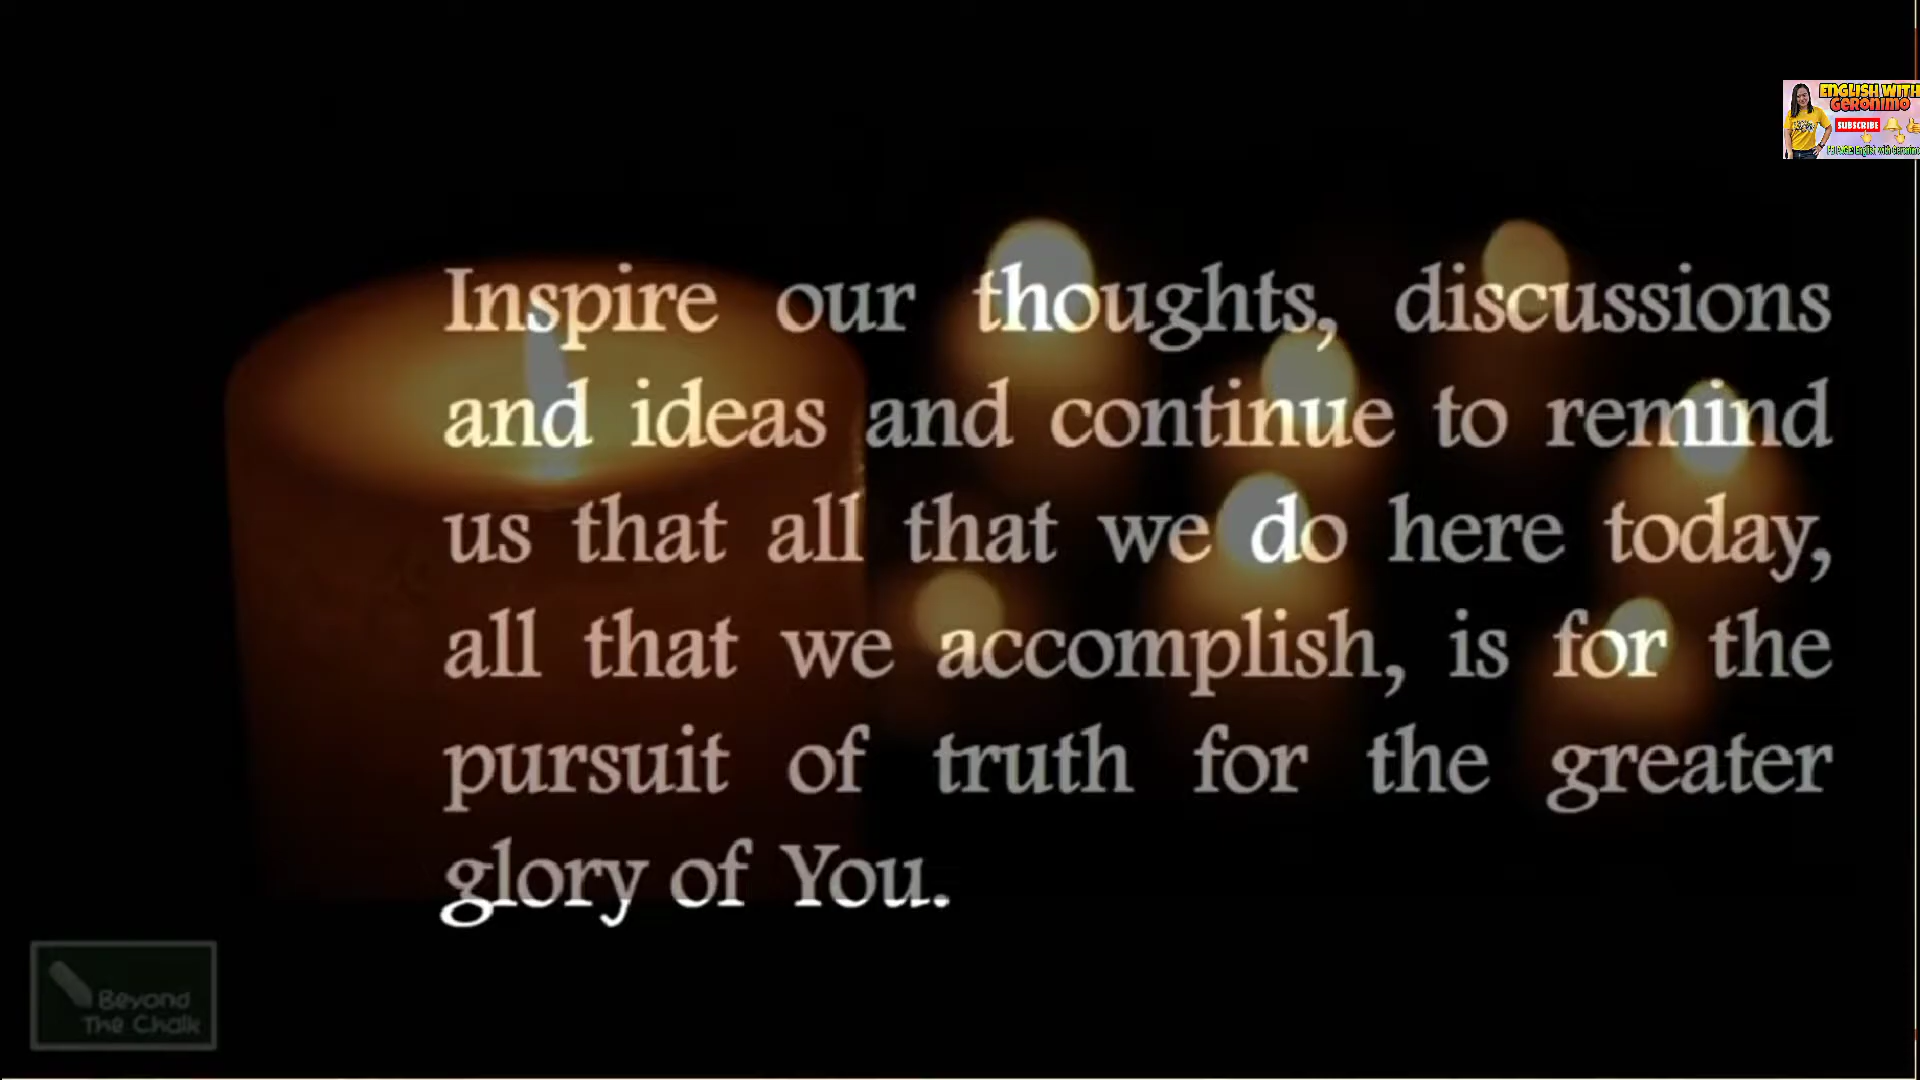 ENGLISH WITH
GERONIMO
SUBSCRIBE
Inspire our thoughts, discussions
and ideas and continue to remind
us that all that we do here today,
all that we accomplish, is for the
pursuit of truth for the greater
glory of You.
Beyond
The Chalk